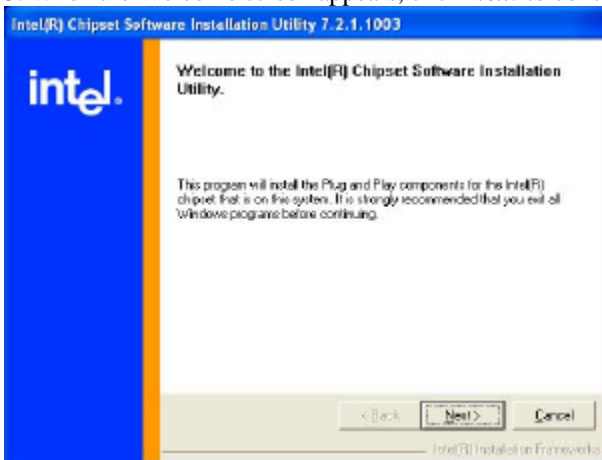 Intel(R) Chipset Software Installation Utility 7.2.1.1003
intel.
Welcome to the Intel(R) Chipset Software Installation
Utility.
This program will install the Plug and Play components for the Intel(R)
chipset that is on this system. It is strongly recommended that you exit all
Windows programs before continuing.
< Back
Next >
Cancel
Intel(R) Installation Frameworks